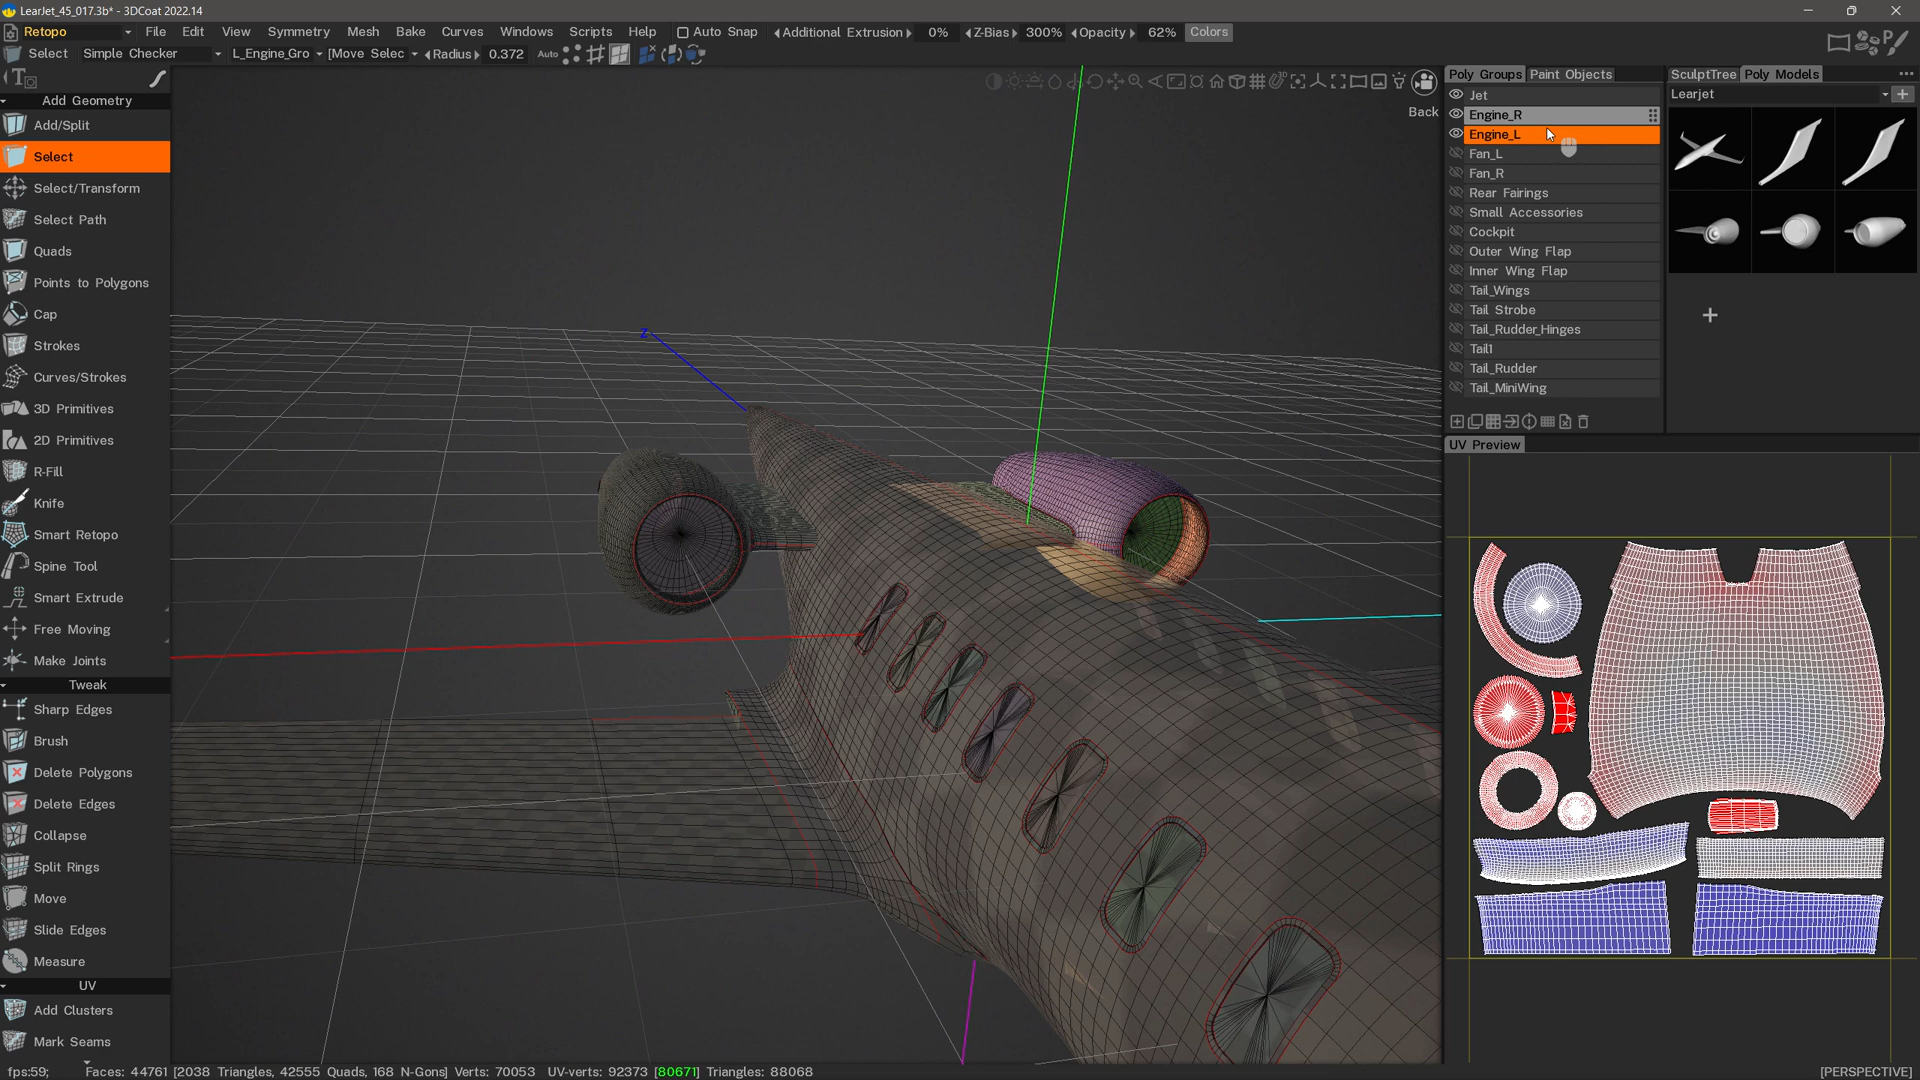 LearJet_45_017.3b* - 3DCoat 2022.14
Retopo File Edit View Symmetry Mesh Bake Curves Windows Scripts Help Auto Snap Additional Extrusion 0% Z-Bias 300% Opacity 62% Colors
Select Simple Checker L_Engine_Gro [Move Selec Radius 0.372 Auto
Add Geometry
Add/Split
Select
Select/Transform
Select Path
Quads
Points to Polygons
Cap
Strokes
Curves/Strokes
3D Primitives
2D Primitives
R-Fill
Knife
Smart Retopo
Spine Tool
Smart Extrude
Free Moving
Make Joints
Tweak
Sharp Edges
Brush
Delete Polygons
Delete Edges
Collapse
Split Rings
Move
Slide Edges
Measure
UV
Add Clusters
Mark Seams
Back
Z
Poly Groups Paint Objects
Jet
Engine_R
Engine_L
Fan_L
Fan_R
Rear Fairings
Small Accessories
Cockpit
Outer Wing Flap
Inner Wing Flap
Tail_Wings
Tail Strobe
Tail_Rudder_Hinges
Tail1
Tail_Rudder
Tail_MiniWing
SculptTree Poly Models
Learjet
UV Preview
fps:59; Faces: 44761 [2038 Triangles, 42555 Quads, 168 N-Gons] Verts: 70053 UV-verts: 92373 [80671] Triangles: 88068
[PERSPECTIVE]